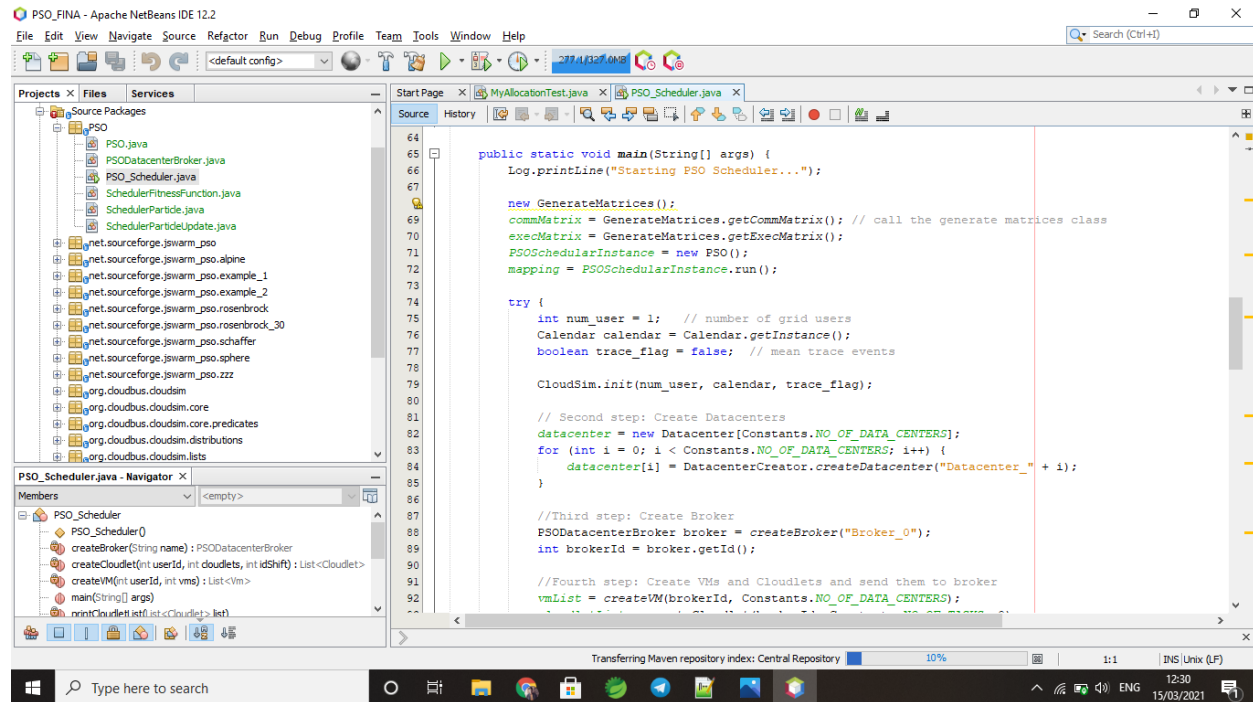 PSO_FINA - Apache NetBeans IDE 12.2
File Edit View Navigate Source Refactor Run Debug Profile Team Tools Window Help
Search (Ctrl+I)
<default config>
277.1/327.0MB
Projects Files Services
Start Page MyAllocationTest.java PSO_Scheduler.java
Source History
Source Packages
PSO
PSO.java
PSODatacenterBroker.java
PSO_Scheduler.java
SchedulerFitnessFunction.java
SchedulerParticle.java
SchedulerParticleUpdate.java
net.sourceforge.jswarm_pso
net.sourceforge.jswarm_pso.alpine
net.sourceforge.jswarm_pso.example_1
net.sourceforge.jswarm_pso.example_2
net.sourceforge.jswarm_pso.rosenbrock
net.sourceforge.jswarm_pso.rosenbrock_30
net.sourceforge.jswarm_pso.schaffer
net.sourceforge.jswarm_pso.sphere
net.sourceforge.jswarm_pso.zzz
org.cloudbus.cloudsim
org.cloudbus.cloudsim.core
org.cloudbus.cloudsim.core.predicates
org.cloudbus.cloudsim.distributions
org.cloudbus.cloudsim.lists
PSO_Scheduler.java - Navigator
Members <empty>
PSO_Scheduler
PSO_Scheduler()
createBroker(String name) : PSODatacenterBroker
createCloudlet(int userId, int cloudlets, int idShift) : List<Cloudlet>
createVM(int userId, int vms) : List<Vm>
main(String[] args)
printCloudletList(List<Cloudlet> list)
64
65 public static void main(String[] args) {
66 Log.printLine("Starting PSO Scheduler...");
67
new GenerateMatrices();
69 commMatrix = GenerateMatrices.getCommMatrix(); // call the generate matrices class
70 execMatrix = GenerateMatrices.getExecMatrix();
71 PSOSchedularInstance = new PSO();
72 mapping = PSOSchedularInstance.run();
73
74 try {
75 int num_user = 1; // number of grid users
76 Calendar calendar = Calendar.getInstance();
77 boolean trace_flag = false; // mean trace events
78
79 CloudSim.init(num_user, calendar, trace_flag);
80
81 // Second step: Create Datacenters
82 datacenter = new Datacenter[Constants.NO_OF_DATA_CENTERS];
83 for (int i = 0; i < Constants.NO_OF_DATA_CENTERS; i++) {
84 datacenter[i] = DatacenterCreator.createDatacenter("Datacenter_" + i);
85 }
86
87 //Third step: Create Broker
88 PSODatacenterBroker broker = createBroker("Broker_0");
89 int brokerId = broker.getId();
90
91 //Fourth step: Create VMs and Cloudlets and send them to broker
92 vmList = createVM(brokerId, Constants.NO_OF_DATA_CENTERS);
Transferring Maven repository index: Central Repository 10% 1:1 INS Unix (LF)
Type here to search
ENG
12:30
15/03/2021